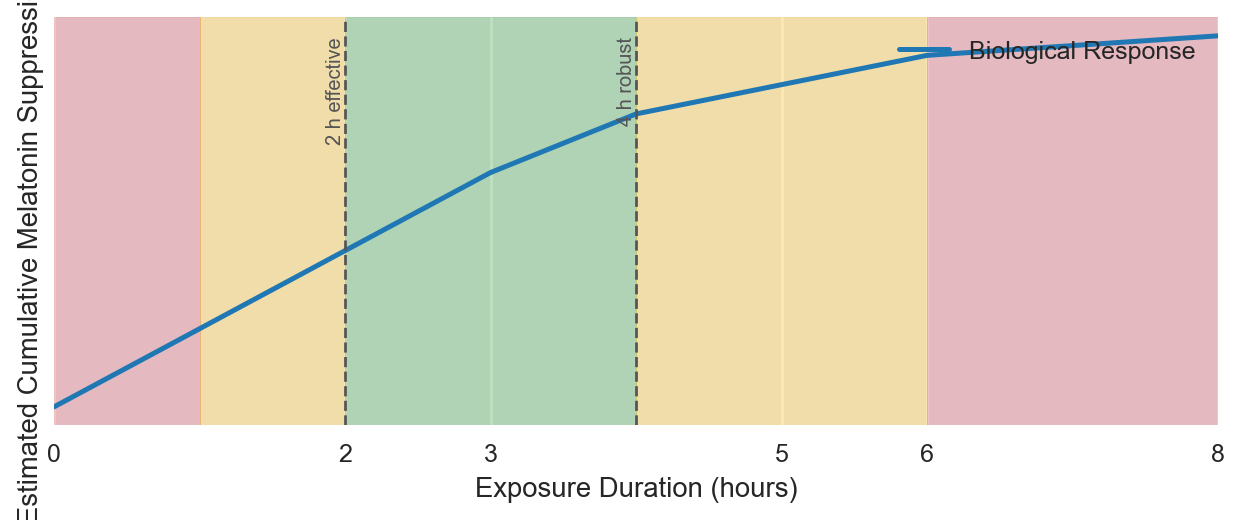 Estimated Cumulative Melatonin Suppressi
2 h effective
4 h robust
Biological Response
0 2 3 5 6 8
Exposure Duration (hours)